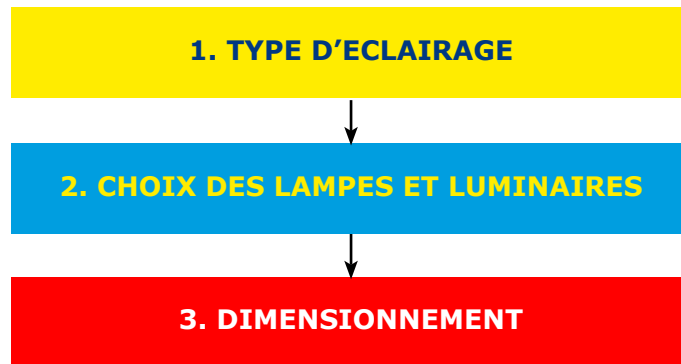 1. TYPE D’ECLAIRAGE
2. CHOIX DES LAMPES ET LUMINAIRES
3. DIMENSIONNEMENT